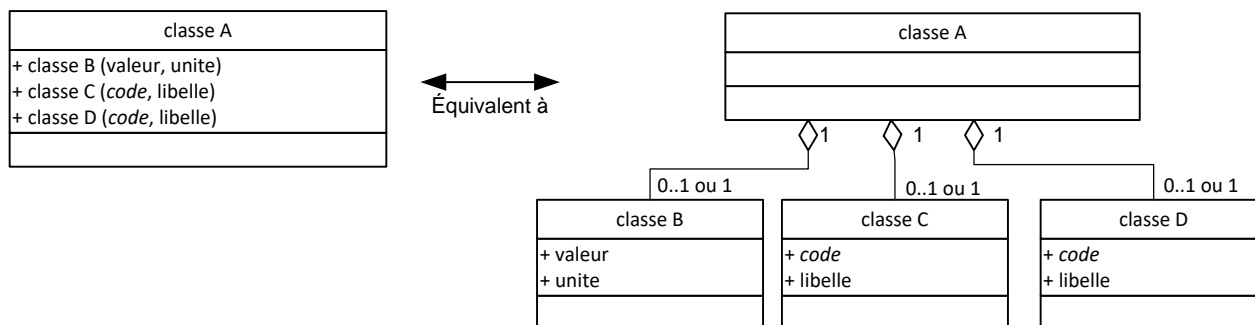 classe A
+ classe B (valeur, unite)
+ classe C (code, libelle)
+ classe D (code, libelle)
Équivalent à
classe A
1
1
1
0..1 ou 1
0..1 ou 1
0..1 ou 1
classe B
+ valeur
+ unite
classe C
+ code
+ libelle
classe D
+ code
+ libelle